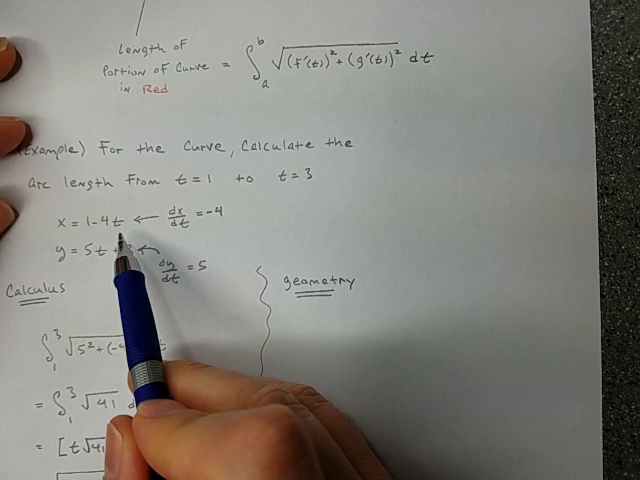 Length of
Portion of Curve = ∫ₐᵇ √((f'(t))² + (g'(t))²) dt
in Red
Example) For the Curve, Calculate the
arc length From t = 1 to t = 3
x = 1 - 4t ← dx/dt = -4
y = 5t + ←
dy/dt = 5
Calculus
geometry
∫₁³ √(5² + (-
= ∫₁³ √41
= [t√41